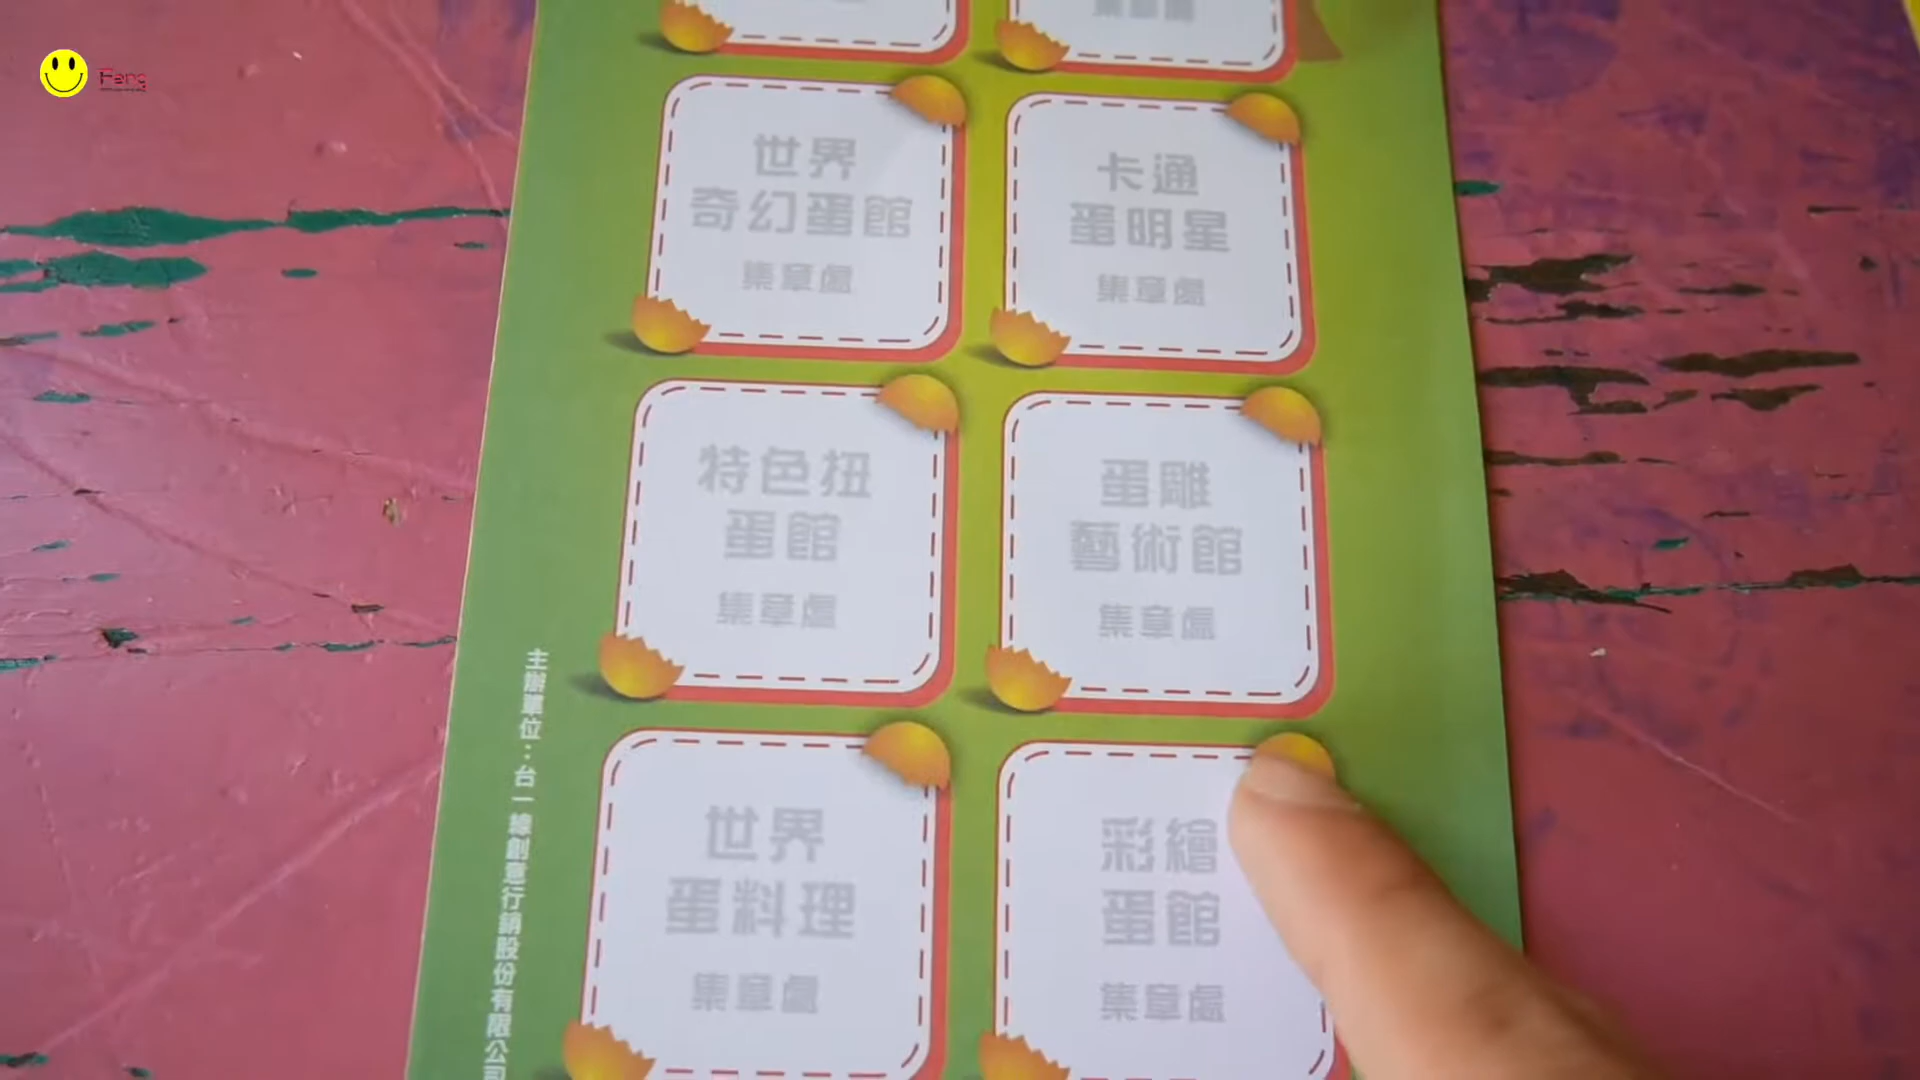 Feng
世界
奇幻蛋館
集章處
卡通
蛋明星
集章處
特色扭
蛋館
集章處
蛋雕
藝術館
集章處
世界
蛋料理
集章處
彩繪
蛋館
集章處
主辦單位：台一線創意行銷股份有限公司